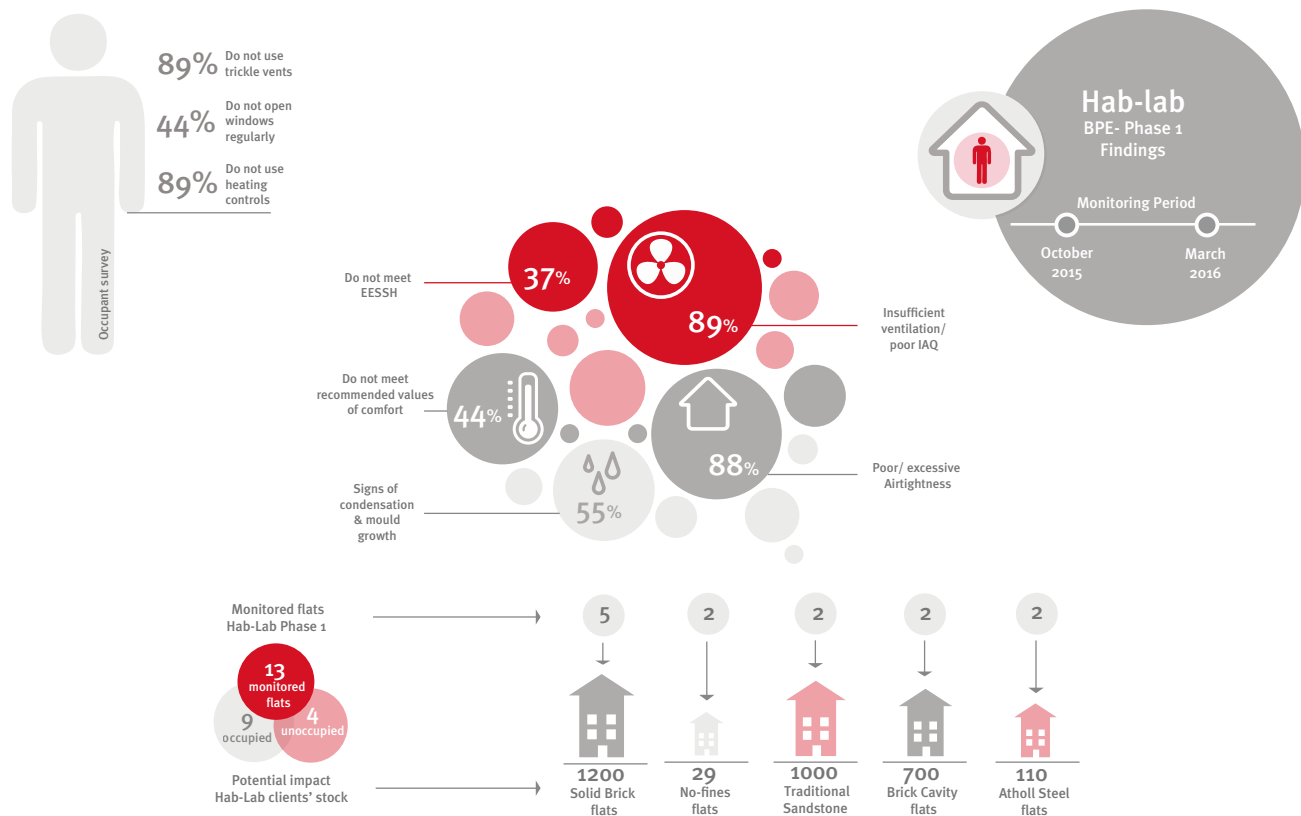 89% Do not use
trickle vents
44% Do not open
windows
regularly
89% Do not use
heating
controls
Occupant survey
Hab-lab
BPE- Phase 1
Findings
Monitoring Period
October
2015
March
2016
Do not meet
EESSH
37%
89%
Insufficient
ventilation/
poor IAQ
Do not meet
recommended values
of comfort
44%
88%
Poor/ excessive
Airtightness
Signs of
condensation
& mould
growth
55%
Monitored flats
Hab-Lab Phase 1
5
2
2
2
2
13
monitored
flats
9
occupied
4
unoccupied
Potential impact
Hab-Lab clients' stock
1200
Solid Brick
flats
29
No-fines
flats
1000
Traditional
Sandstone
700
Brick Cavity
flats
110
Atholl Steel
flats